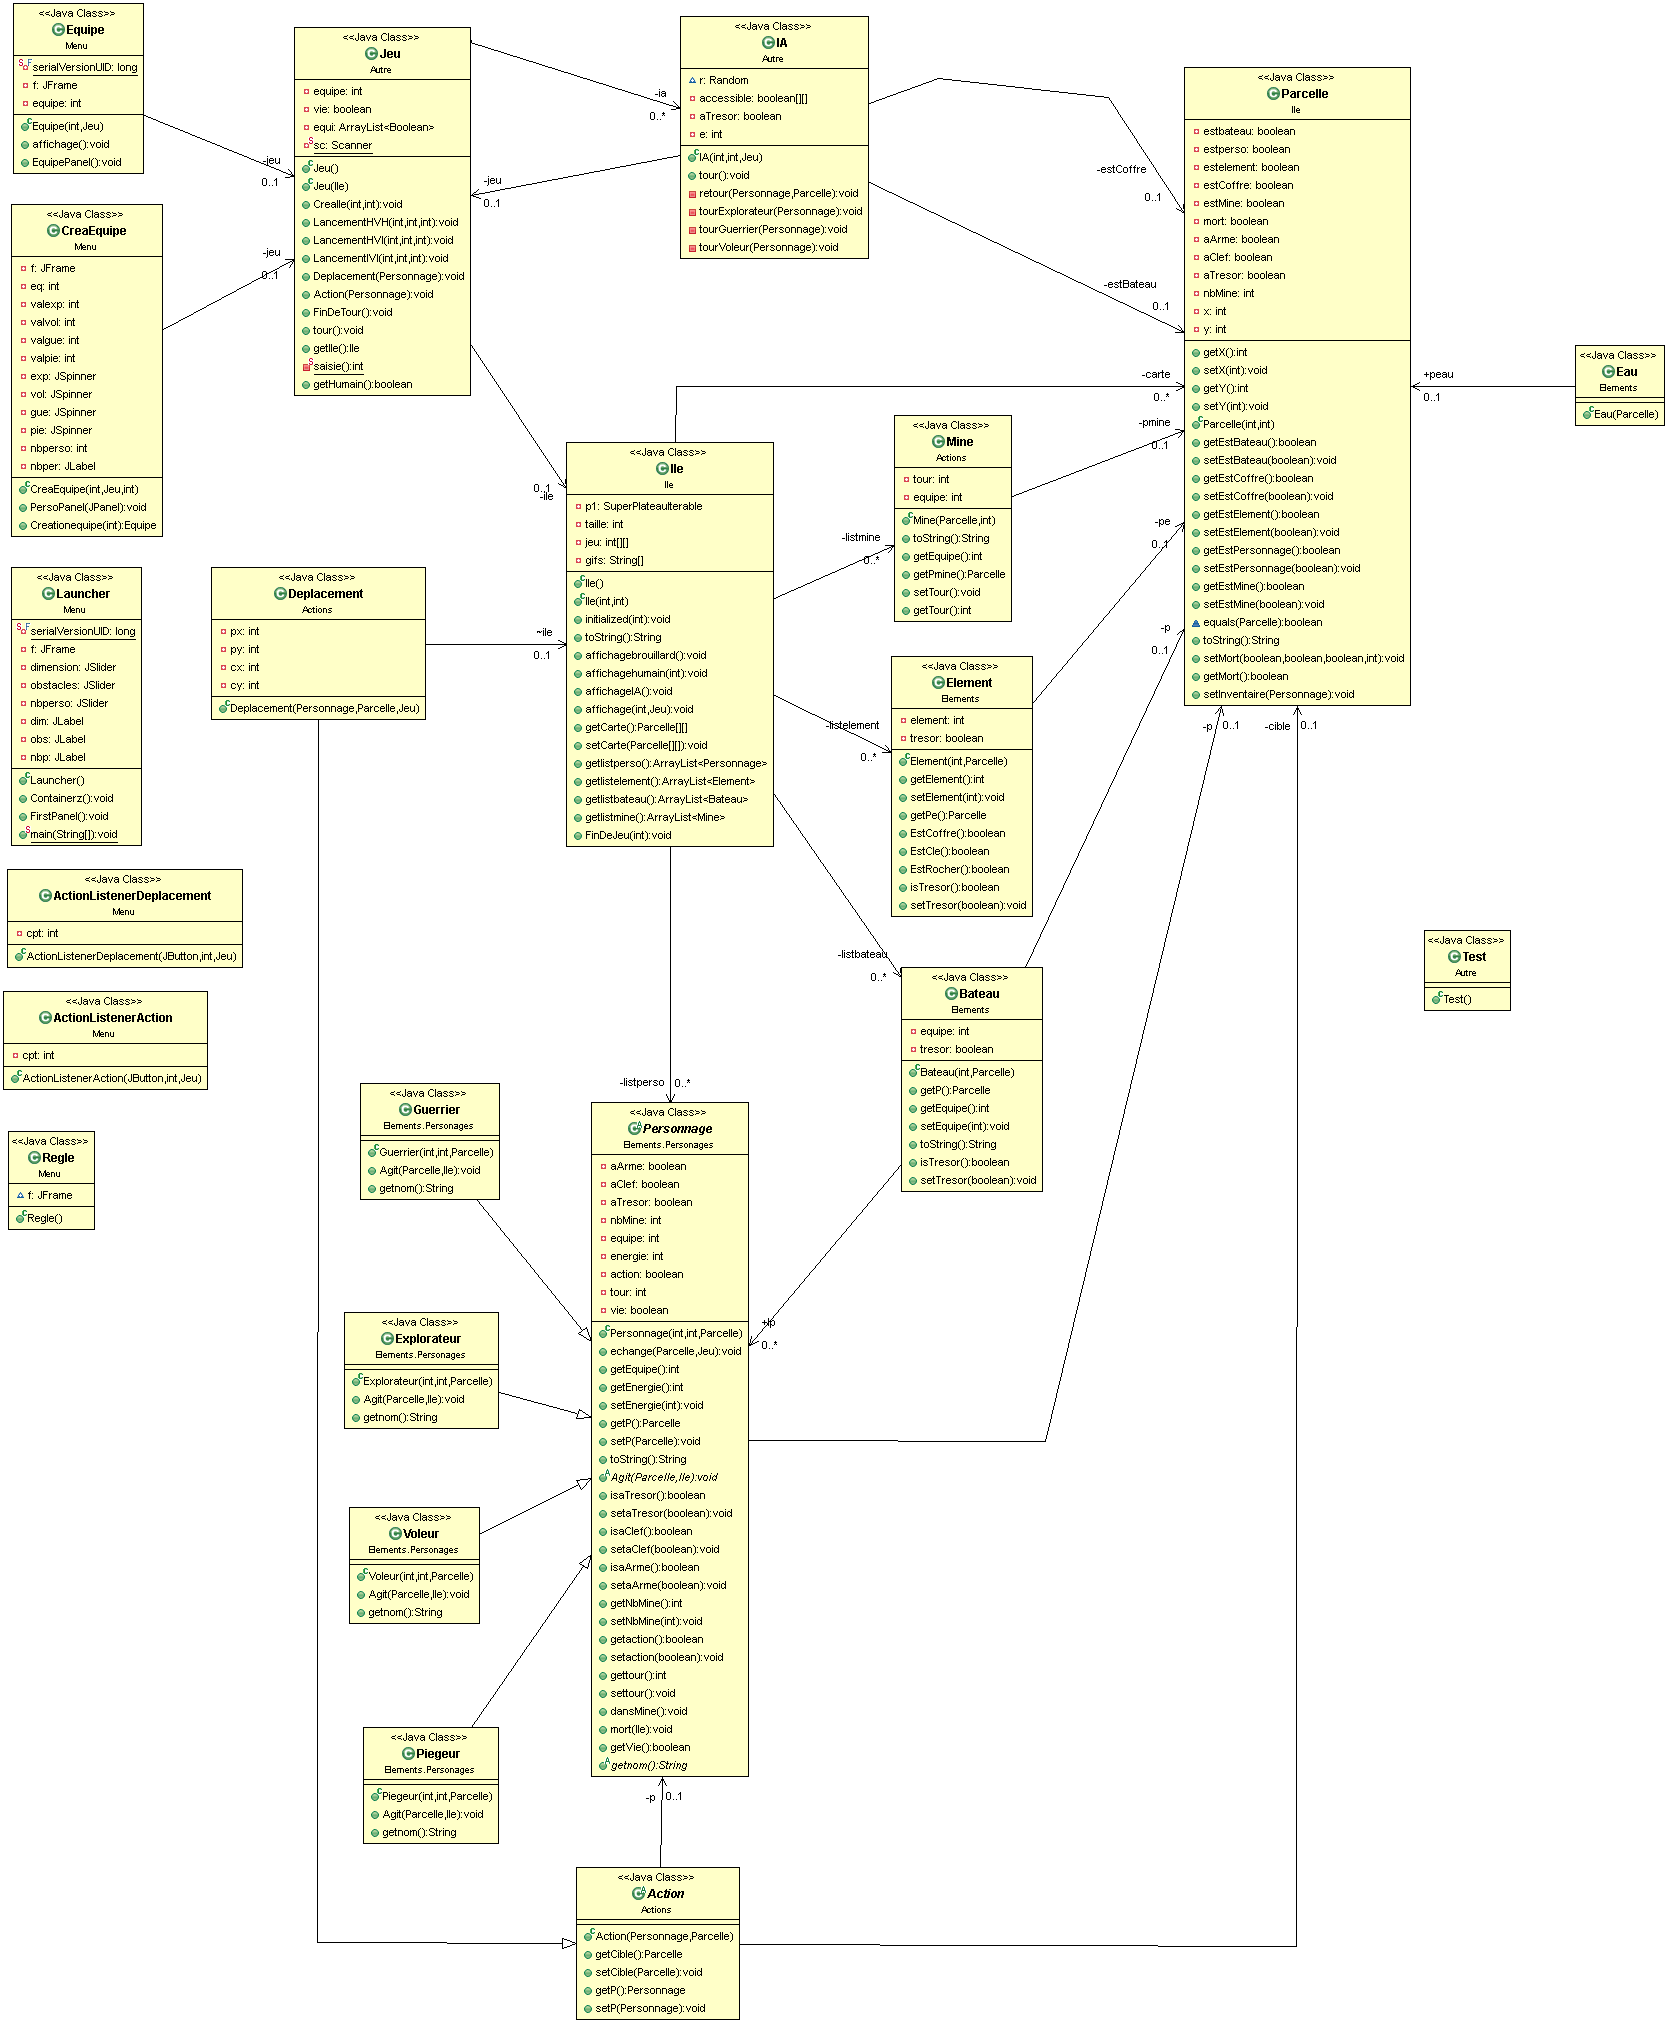 <<Java Class>>
Equipe
Menu
serialVersionUID: long
f: JFrame
equipe: int
Equipe(int,Jeu)
affichage():void
EquipePanel():void
-jeu
0..1
<<Java Class>>
CreaEquipe
Menu
f: JFrame
eq: int
valexp: int
valvol: int
valgue: int
valpie: int
exp: JSpinner
vol: JSpinner
gue: JSpinner
pie: JSpinner
nbperso: int
nbper: JLabel
CreaEquipe(int,Jeu,int)
PersoPanel(JPanel):void
Creationequipe(int):Equipe
-jeu
0..1
<<Java Class>>
Launcher
Menu
serialVersionUID: long
f: JFrame
dimension: JSlider
obstacles: JSlider
nbperso: JSlider
dim: JLabel
obs: JLabel
nbp: JLabel
Launcher()
Containerz():void
FirstPanel():void
main(String[]):void
<<Java Class>>
ActionListenerDeplacement
Menu
cpt: int
ActionListenerDeplacement(JButton,int,Jeu)
<<Java Class>>
ActionListenerAction
Menu
cpt: int
ActionListenerAction(JButton,int,Jeu)
<<Java Class>>
Regle
Menu
f: JFrame
Regle()
<<Java Class>>
Jeu
Autre
equipe: int
vie: boolean
equi: ArrayList<Boolean>
sc: Scanner
Jeu()
Jeu(Ile)
CreaIle(int,int):void
LancementHVH(int,int,int):void
LancementHVI(int,int,int):void
LancementIVI(int,int,int):void
Deplacement(Personnage):void
Action(Personnage):void
FinDeTour():void
tour():void
getIle():Ile
saisie():int
getHumain():boolean
-ia
0..*
-jeu
0..1
0..1
-ile
<<Java Class>>
IA
Autre
r: Random
accessible: boolean[][]
aTresor: boolean
e: int
IA(int,int,Jeu)
tour():void
retour(Personnage,Parcelle):void
tourExplorateur(Personnage):void
tourGuerrier(Personnage):void
tourVoleur(Personnage):void
-estCoffre
0..1
-estBateau
0..1
<<Java Class>>
Parcelle
Ile
estbateau: boolean
estperso: boolean
estelement: boolean
estCoffre: boolean
estMine: boolean
mort: boolean
aArme: boolean
aClef: boolean
aTresor: boolean
nbMine: int
x: int
y: int
getX():int
setX(int):void
getY():int
setY(int):void
Parcelle(int,int)
getEstBateau():boolean
setEstBateau(boolean):void
getEstCoffre():boolean
setEstCoffre(boolean):void
getEstElement():boolean
setEstElement(boolean):void
getEstPersonnage():boolean
setEstPersonnage(boolean):void
getEstMine():boolean
setEstMine(boolean):void
equals(Parcelle):boolean
toString():String
setMort(boolean,boolean,boolean,int):void
getMort():boolean
setInventaire(Personnage):void
+peau
0..1
<<Java Class>>
Eau
Elements
Eau(Parcelle)
<<Java Class>>
Deplacement
Actions
px: int
py: int
cx: int
cy: int
Deplacement(Personnage,Parcelle,Jeu)
~ile
0..1
<<Java Class>>
Ile
Ile
p1: SuperPlateauIterable
taille: int
jeu: int[][]
gifs: String[]
Ile()
Ile(int,int)
initialized(int):void
toString():String
affichagebrouillard():void
affichagehumain(int):void
affichageIA():void
affichage(int,Jeu):void
getCarte():Parcelle[][]
setCarte(Parcelle[][]):void
getlistperso():ArrayList<Personnage>
getlistelement():ArrayList<Element>
getlistbateau():ArrayList<Bateau>
getlistmine():ArrayList<Mine>
FinDeJeu(int):void
-carte
0..*
-listmine
0..*
-listelement
0..*
-listbateau
0..*
-listperso
0..*
<<Java Class>>
Mine
Actions
tour: int
equipe: int
Mine(Parcelle,int)
toString():String
getEquipe():int
getPmine():Parcelle
setTour():void
getTour():int
-pmine
0..1
<<Java Class>>
Element
Elements
element: int
tresor: boolean
Element(int,Parcelle)
getElement():int
setElement(int):void
getPe():Parcelle
EstCoffre():boolean
EstCle():boolean
EstRocher():boolean
isTresor():boolean
setTresor(boolean):void
-pe
0..1
<<Java Class>>
Bateau
Elements
equipe: int
tresor: boolean
Bateau(int,Parcelle)
getP():Parcelle
getEquipe():int
setEquipe(int):void
toString():String
isTresor():boolean
setTresor(boolean):void
-p
0..1
-p
0..1
-cible
0..1
<<Java Class>>
Test
Autre
Test()
<<Java Class>>
Guerrier
Elements.Personages
Guerrier(int,int,Parcelle)
Agit(Parcelle,Ile):void
getnom():String
<<Java Class>>
Explorateur
Elements.Personages
Explorateur(int,int,Parcelle)
Agit(Parcelle,Ile):void
getnom():String
<<Java Class>>
Voleur
Elements.Personages
Voleur(int,int,Parcelle)
Agit(Parcelle,Ile):void
getnom():String
<<Java Class>>
Piegeur
Elements.Personages
Piegeur(int,int,Parcelle)
Agit(Parcelle,Ile):void
getnom():String
<<Java Class>>
Personnage
Elements.Personages
aArme: boolean
aClef: boolean
aTresor: boolean
nbMine: int
equipe: int
energie: int
action: boolean
tour: int
vie: boolean
Personnage(int,int,Parcelle)
echange(Parcelle,Jeu):void
getEquipe():int
getEnergie():int
setEnergie(int):void
getP():Parcelle
setP(Parcelle):void
toString():String
Agit(Parcelle,Ile):void
isaTresor():boolean
setaTresor(boolean):void
isaClef():boolean
setaClef(boolean):void
isaArme():boolean
setaArme(boolean):void
getNbMine():int
setNbMine(int):void
getaction():boolean
setaction(boolean):void
gettour():int
settour():void
dansMine():void
mort(Ile):void
getVie():boolean
getnom():String
+lp
0..*
-p
0..1
<<Java Class>>
Action
Actions
Action(Personnage,Parcelle)
getCible():Parcelle
setCible(Parcelle):void
getP():Personnage
setP(Personnage):void